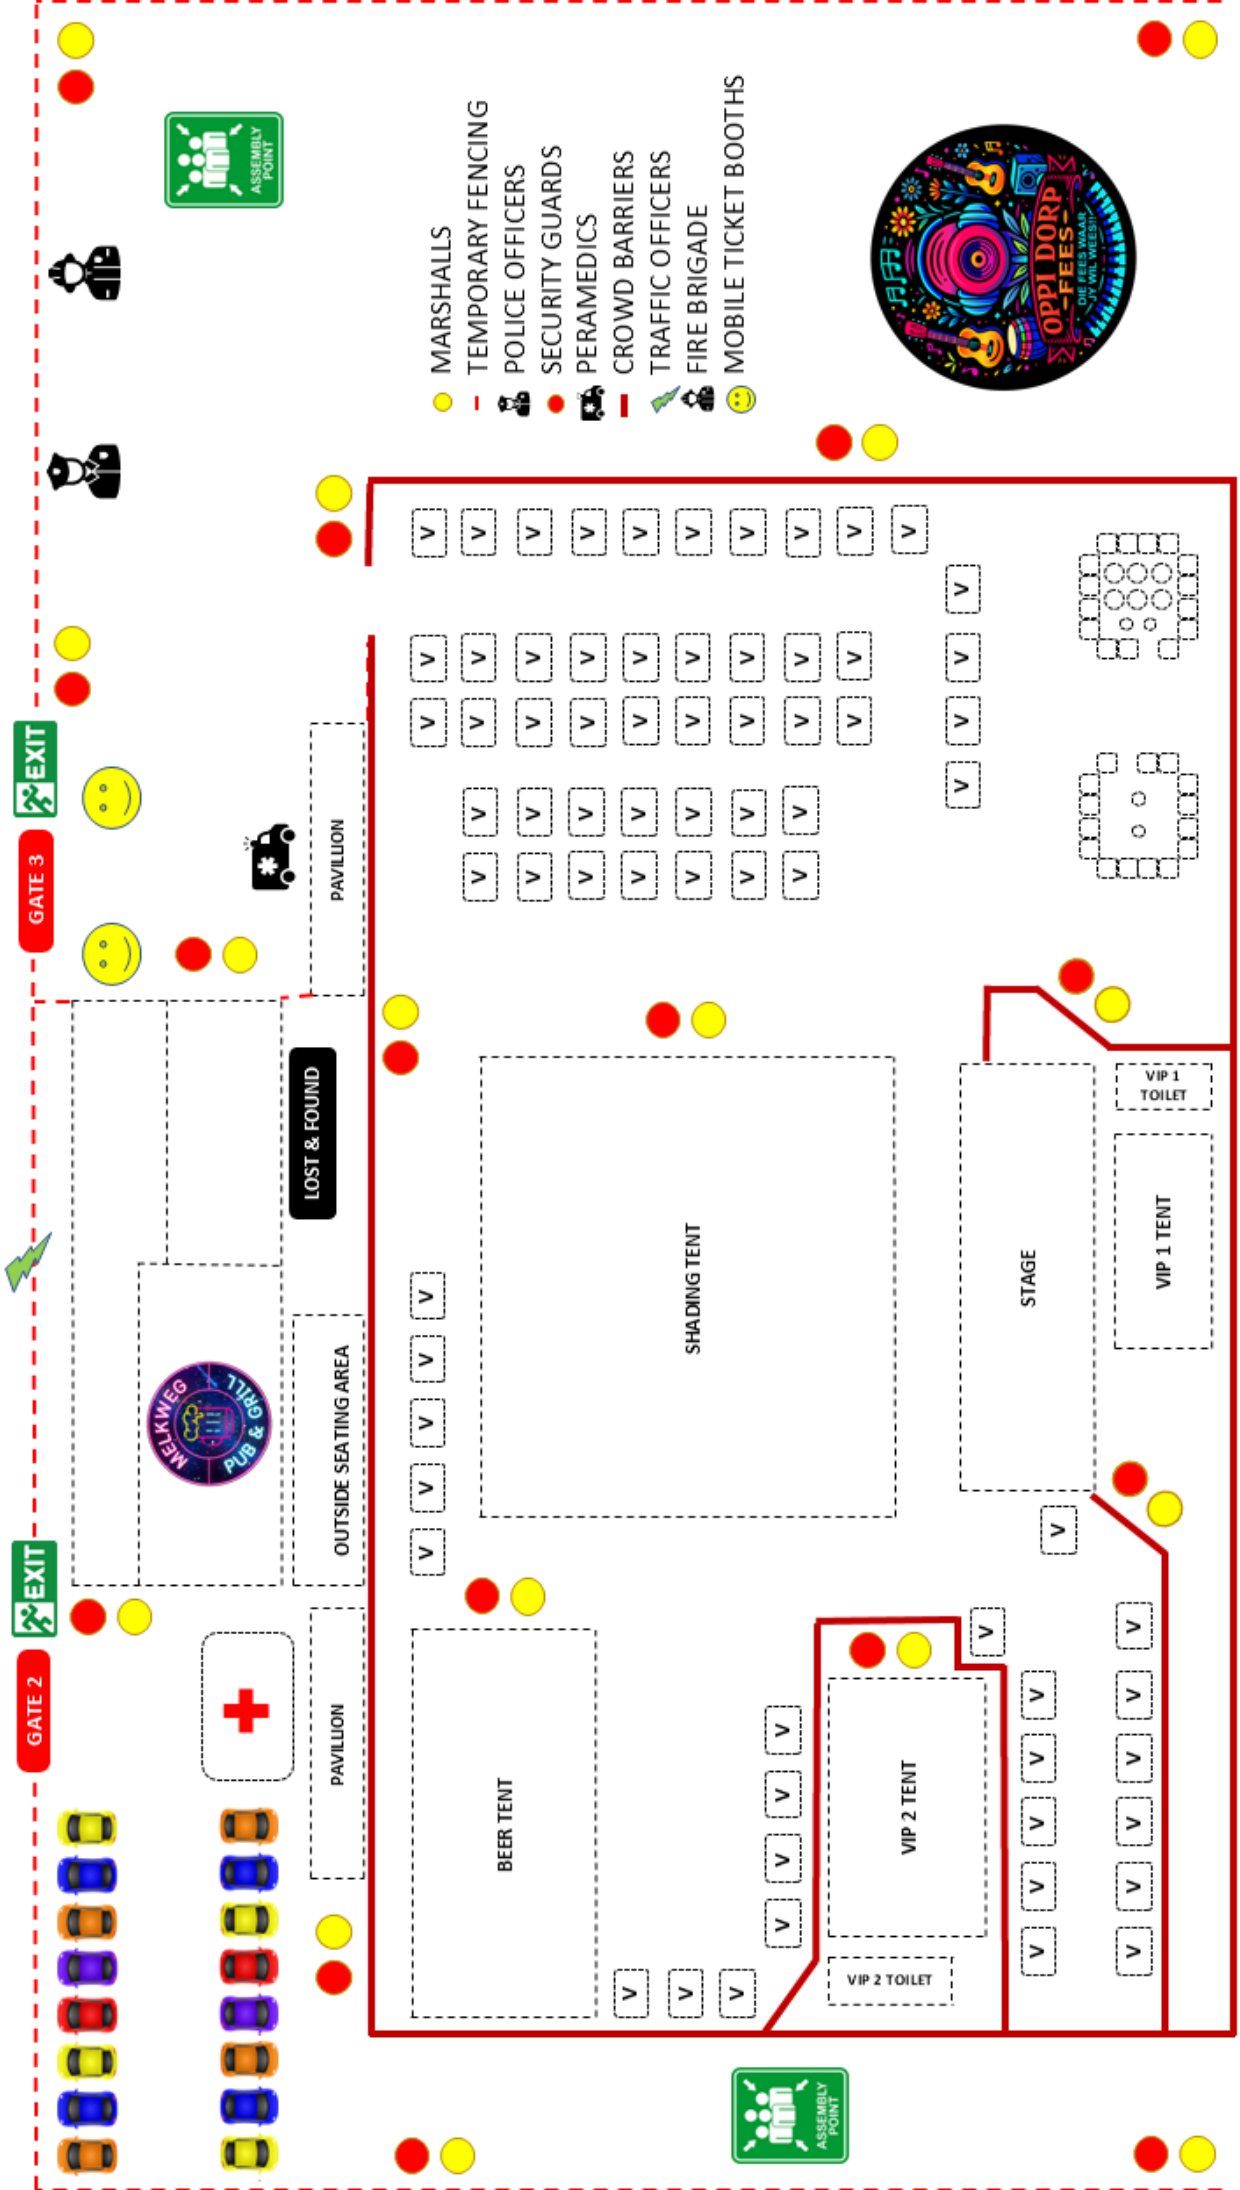 GATE 2
EXIT
GATE 3
EXIT
ASSEMBLY
POINT
MELKWEG
PUB & GRILL
LOST & FOUND
PAVILLION
OUTSIDE SEATING AREA
PAVILLION
MARSHALLS
TEMPORARY FENCING
POLICE OFFICERS
SECURITY GUARDS
PERAMEDICS
CROWD BARRIERS
TRAFFIC OFFICERS
FIRE BRIGADE
MOBILE TICKET BOOTHS
V V V V V
V V V
V V V V V V V
V V V V V V V
V V V V V V V V V
V V V V V V V V V
V V V V V V V V V V
BEER TENT
SHADING TENT
V V V
V V V V
ASSEMBLY
POINT
VIP 2 TOILET
VIP 2 TENT
V
V V V V
STAGE
V V V V V
V
V V V V V V
VIP 1 TENT
VIP 1
TOILET
OPPI DORP
-FEES-
DIE FEES WAAR
JY WIL WEES!!